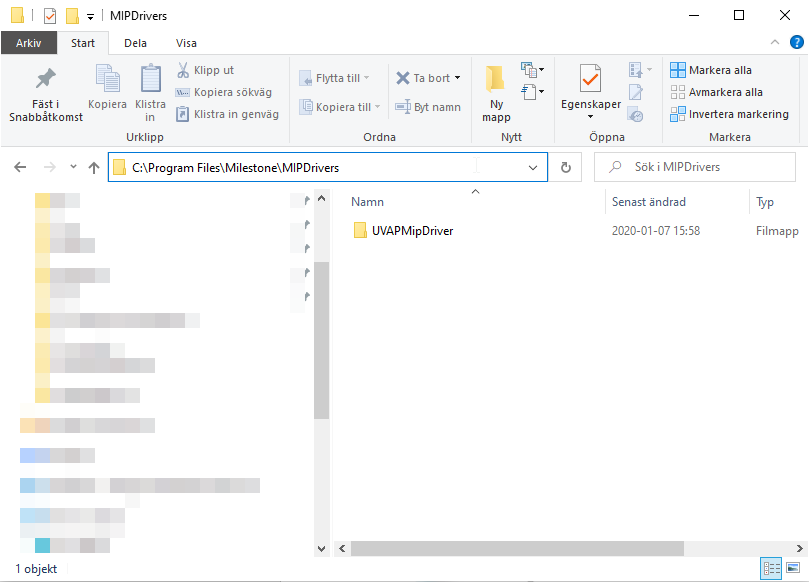 MIPDrivers
Arkiv Start Dela Visa
Fäst i Snabbåtkomst
Kopiera
Klistra in
Klipp ut
Kopiera sökväg
Klistra in genväg
Urklipp
Flytta till
Kopiera till
Ta bort
Byt namn
Ordna
Ny mapp
Nytt
Egenskaper
Öppna
Markera alla
Avmarkera alla
Invertera markering
Markera
C:\Program Files\Milestone\MIPDrivers
Sök i MIPDrivers
Namn Senast ändrad Typ
UVAPMipDriver 2020-01-07 15:58 Filmapp
1 objekt